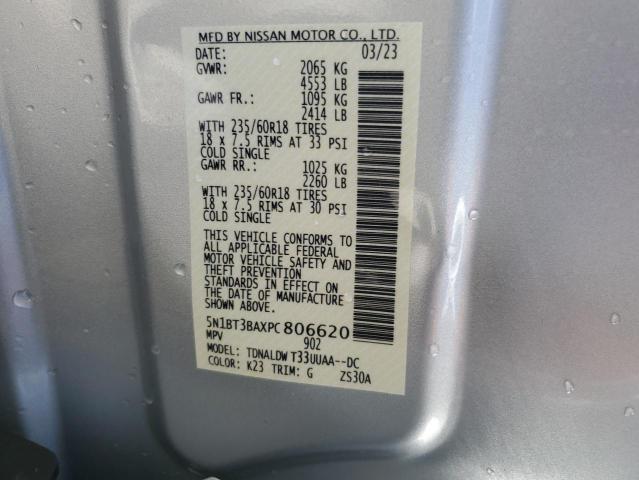 MFD BY NISSAN MOTOR CO., LTD.
DATE: 03/23
GVWR: 2065 KG
4553 LB
GAWR FR.: 1095 KG
2414 LB
WITH 235/60R18 TIRES
18 x 7.5 RIMS AT 33 PSI
COLD SINGLE
GAWR RR.: 1025 KG
2260 LB
WITH 235/60R18 TIRES
18 x 7.5 RIMS AT 30 PSI
COLD SINGLE
THIS VEHICLE CONFORMS TO
ALL APPLICABLE FEDERAL
MOTOR VEHICLE SAFETY AND
THEFT PREVENTION
STANDARDS IN EFFECT ON
THE DATE OF MANUFACTURE
SHOWN ABOVE.
5N1BT3BAXPC 806620
MPV 902
MODEL: TDNALDW T33UUAA--DC
COLOR: K23 TRIM: G ZS30A